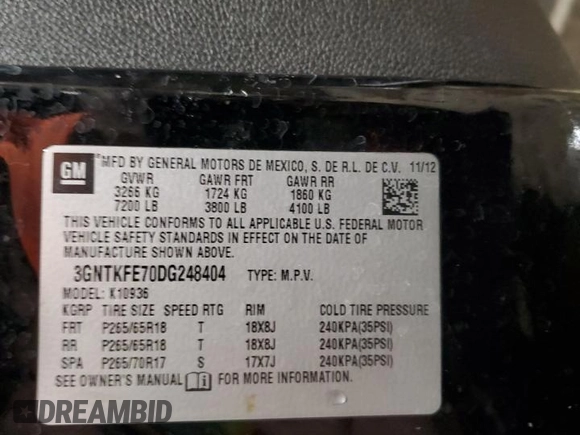 GM
MFD BY GENERAL MOTORS DE MEXICO, S. DE R.L. DE C.V. 11/12
GVWR GAWR FRT GAWR RR
3266 KG 1724 KG 1860 KG
7200 LB 3800 LB 4100 LB
THIS VEHICLE CONFORMS TO ALL APPLICABLE U.S. FEDERAL MOTOR
VEHICLE SAFETY STANDARDS IN EFFECT ON THE DATE OF
MANUFACTURE SHOWN ABOVE.
3GNTKFE70DG248404 TYPE: M.P.V.
MODEL: K10936
KGRP TIRE SIZE SPEED RTG RIM COLD TIRE PRESSURE
FRT P265/65R18 T 18X8J 240KPA(35PSI)
RR P265/65R18 T 18X8J 240KPA(35PSI)
SPA P265/70R17 S 17X7J 240KPA(35PSI)
SEE OWNER'S MANUAL FOR MORE INFORMATION.
DREAMBID